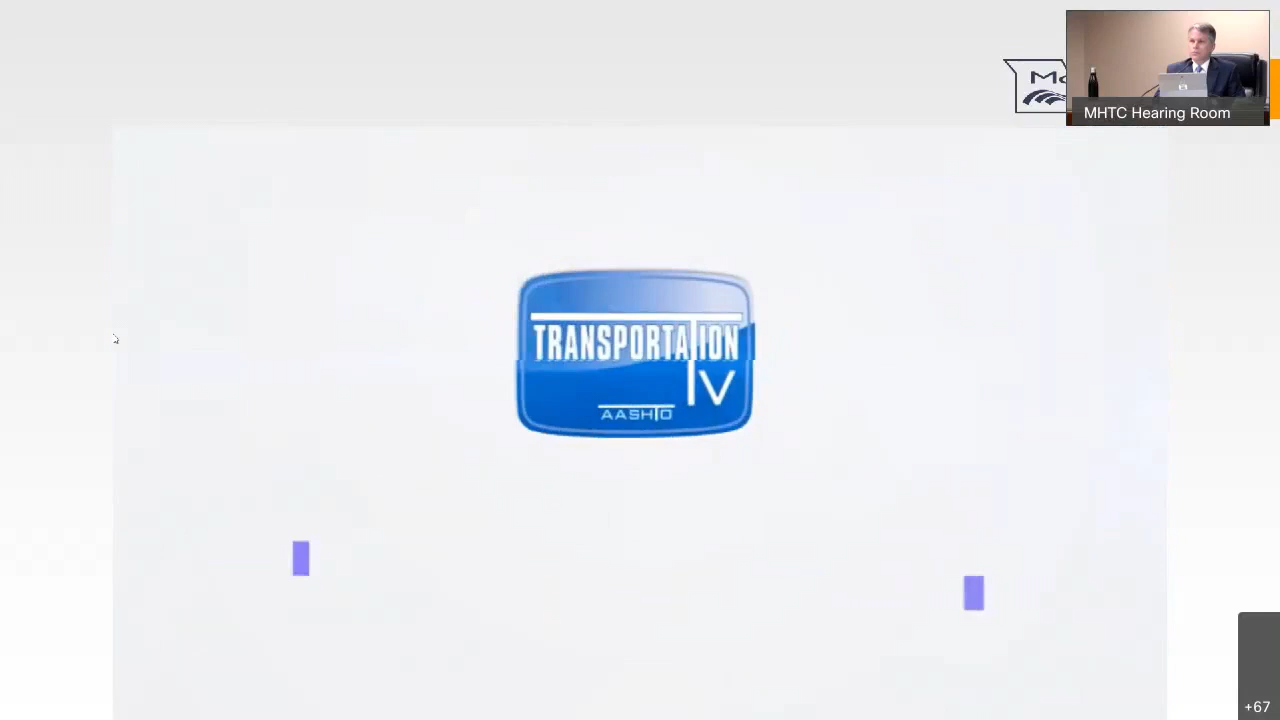 MHTC Hearing Room
TRANSPORTATION
TV
AASHTO
+67